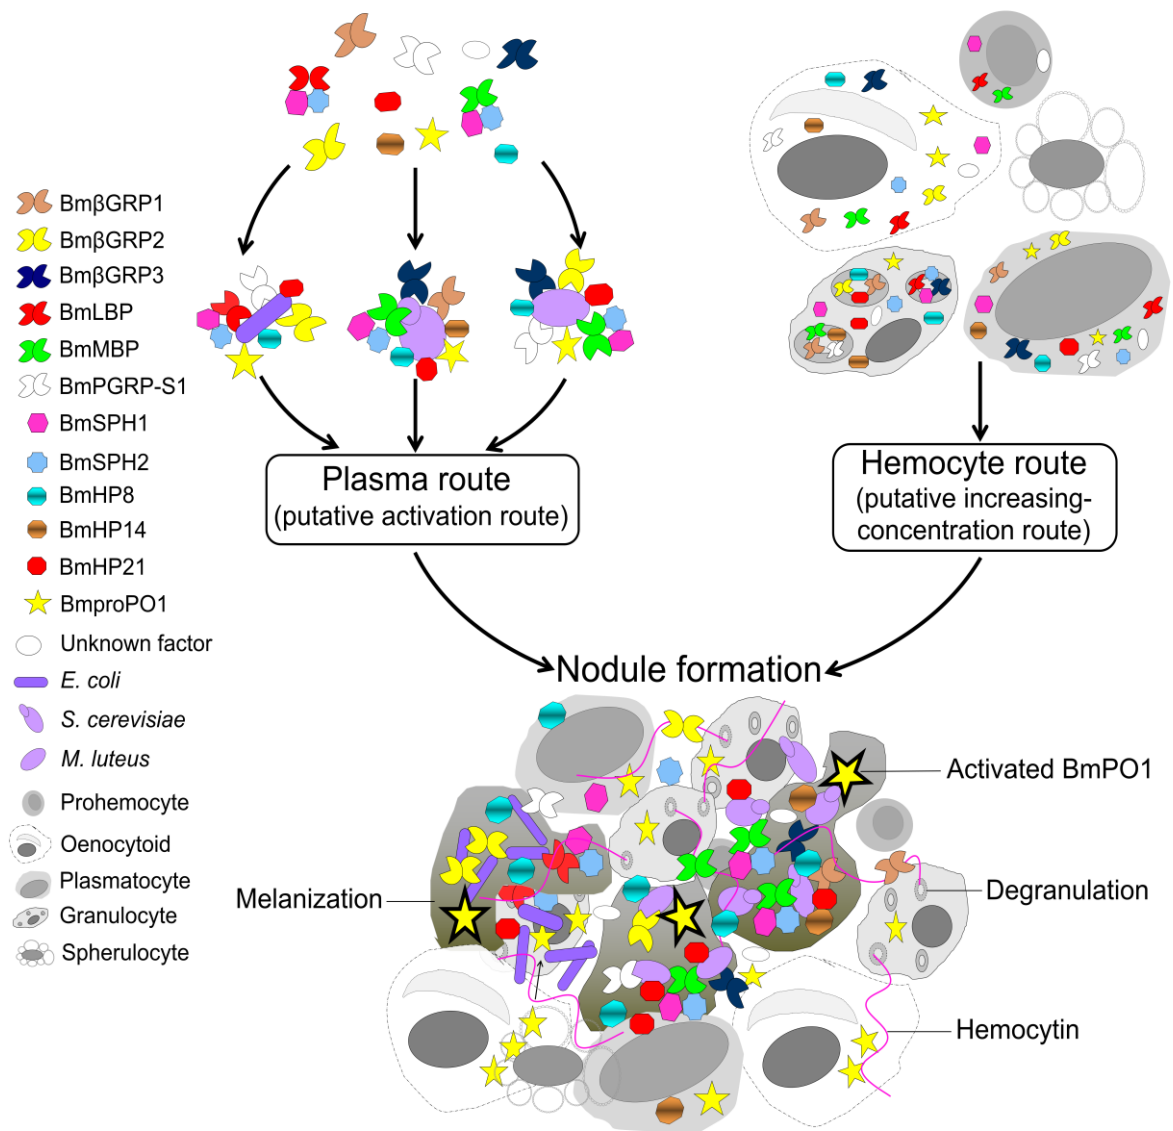 BmβGRP1
BmβGRP2
BmβGRP3
BmLBP
BmMBP
BmPGRP-S1
BmSPH1
BmSPH2
BmHP8
BmHP14
BmHP21
BmproPO1
Unknown factor
E. coli
S. cerevisiae
M. luteus
Prohemocyte
Oenocytoid
Plasmatocyte
Granulocyte
Spherulocyte
Plasma route
(putative activation route)
Hemocyte route
(putative increasing-
concentration route)
Nodule formation
Activated BmPO1
Melanization
Degranulation
Hemocytin